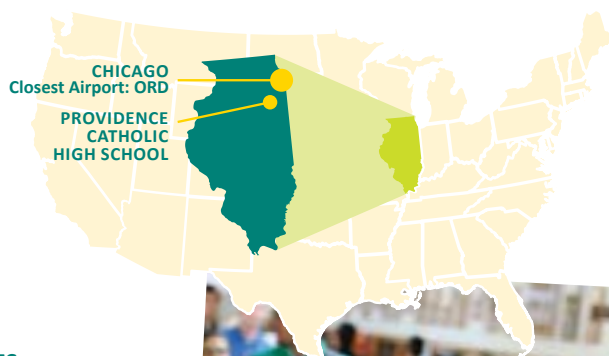 CHICAGO
Closest Airport: ORD
PROVIDENCE
CATHOLIC
HIGH SCHOOL